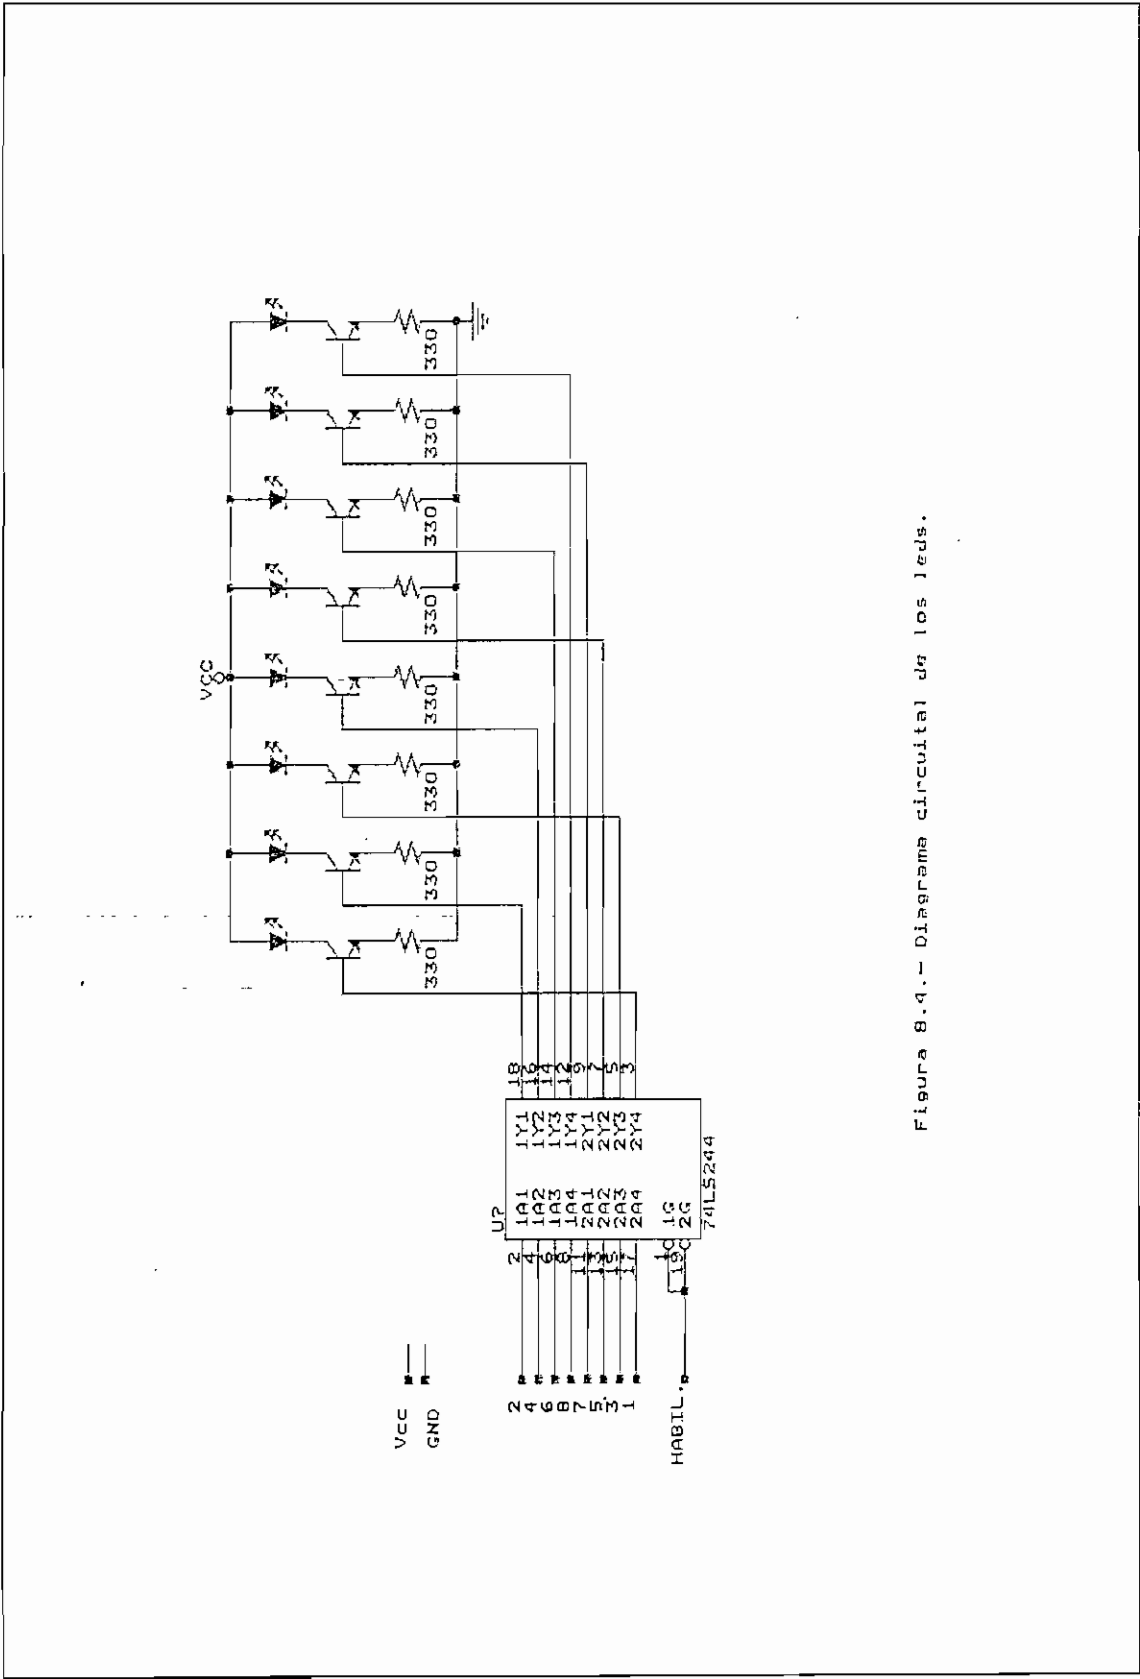 VCC
330 330 330 330 330 330 330 330
Vcc
GND
U?
2 2 1A1 1Y1 18
4 4 1A2 1Y2 16
6 6 1A3 1Y3 14
8 8 1A4 1Y4 12
7 11 2A1 2Y1 9
5 13 2A2 2Y2 7
3 15 2A3 2Y3 5
1 17 2A4 2Y4 3
1 1G
HABIL. 19 2G
74LS244
Figura 8.4.- Diagrama circuital de los leds.